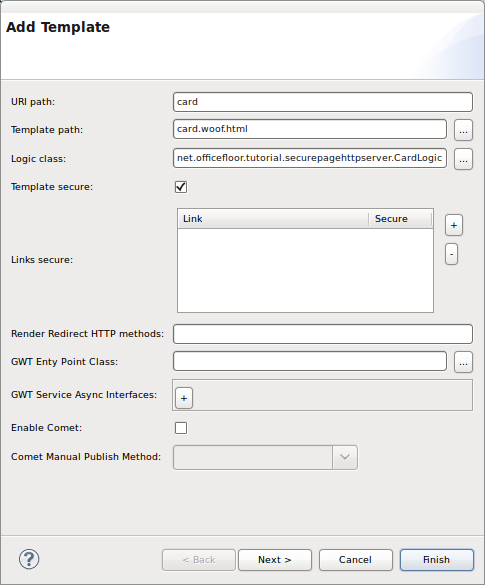 Add Template
URI path: card
Template path: card.woof.html ...
Logic class: net.officefloor.tutorial.securepagehttpserver.CardLogic ...
Template secure:
Link Secure +
-
Links secure:
Render Redirect HTTP methods:
GWT Enty Point Class: ...
GWT Service Async Interfaces: +
Enable Comet:
Comet Manual Publish Method:
? < Back Next > Cancel Finish